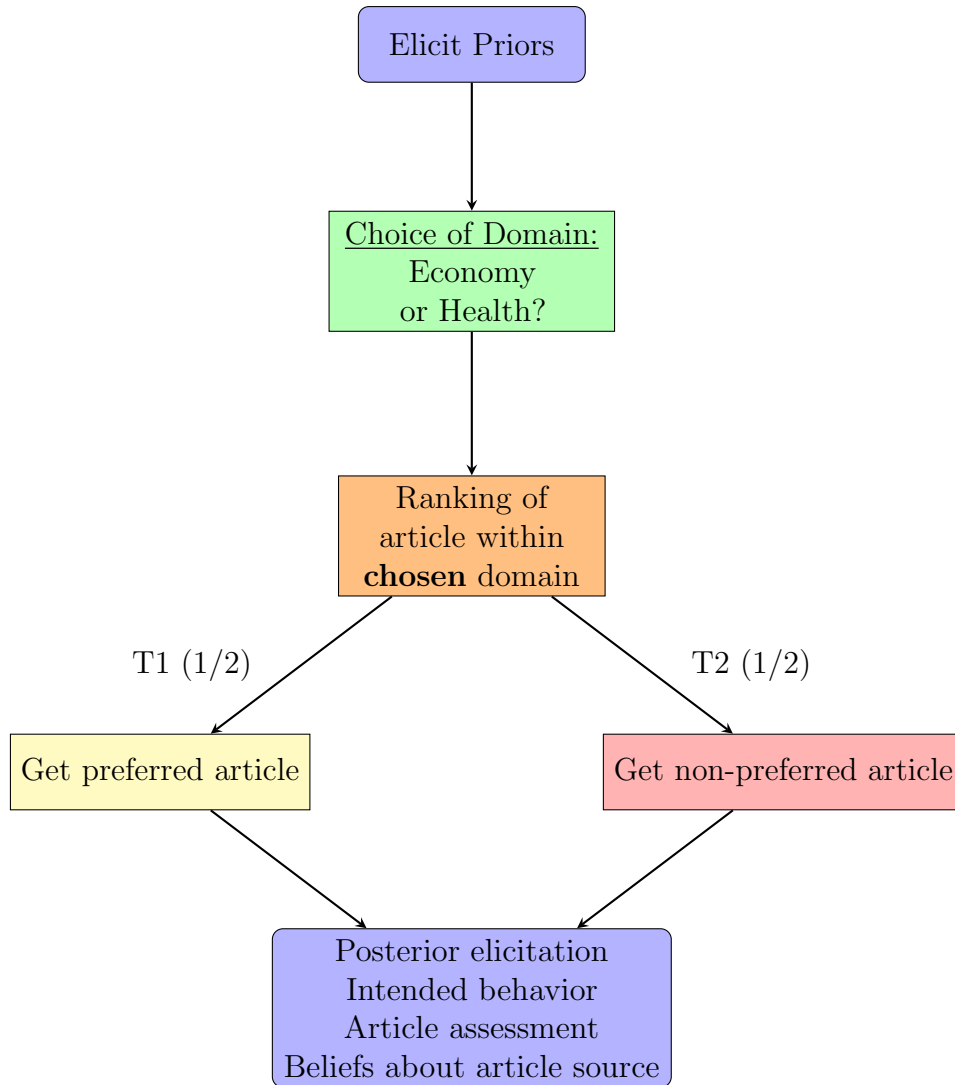 Elicit Priors
Choice of Domain:
Economy
or Health?
Ranking of
article within
chosen domain
T1 (1/2)
T2 (1/2)
Get preferred article
Get non-preferred article
Posterior elicitation
Intended behavior
Article assessment
Beliefs about article source